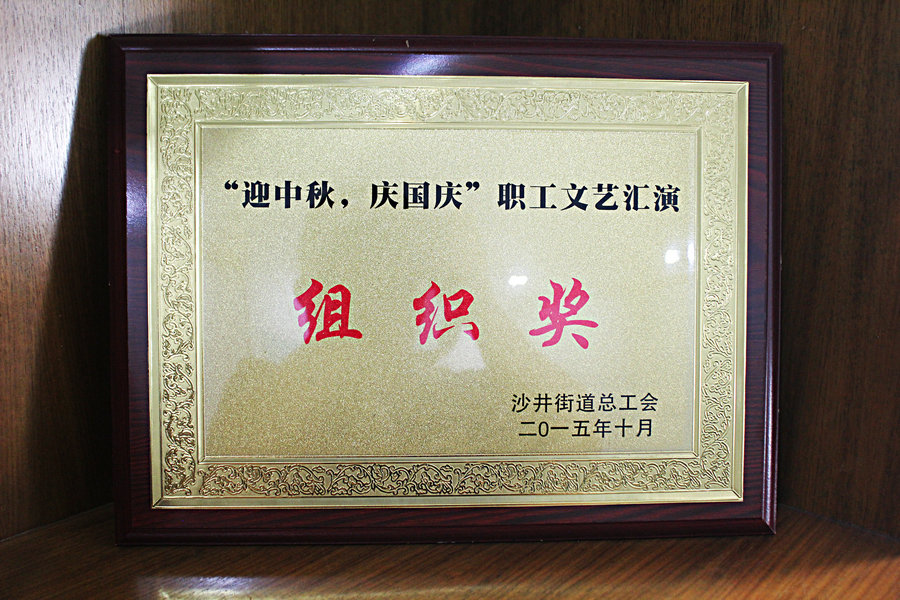 “迎中秋，庆国庆”职工文艺汇演
组织奖
沙井街道总工会
二0一五年十月